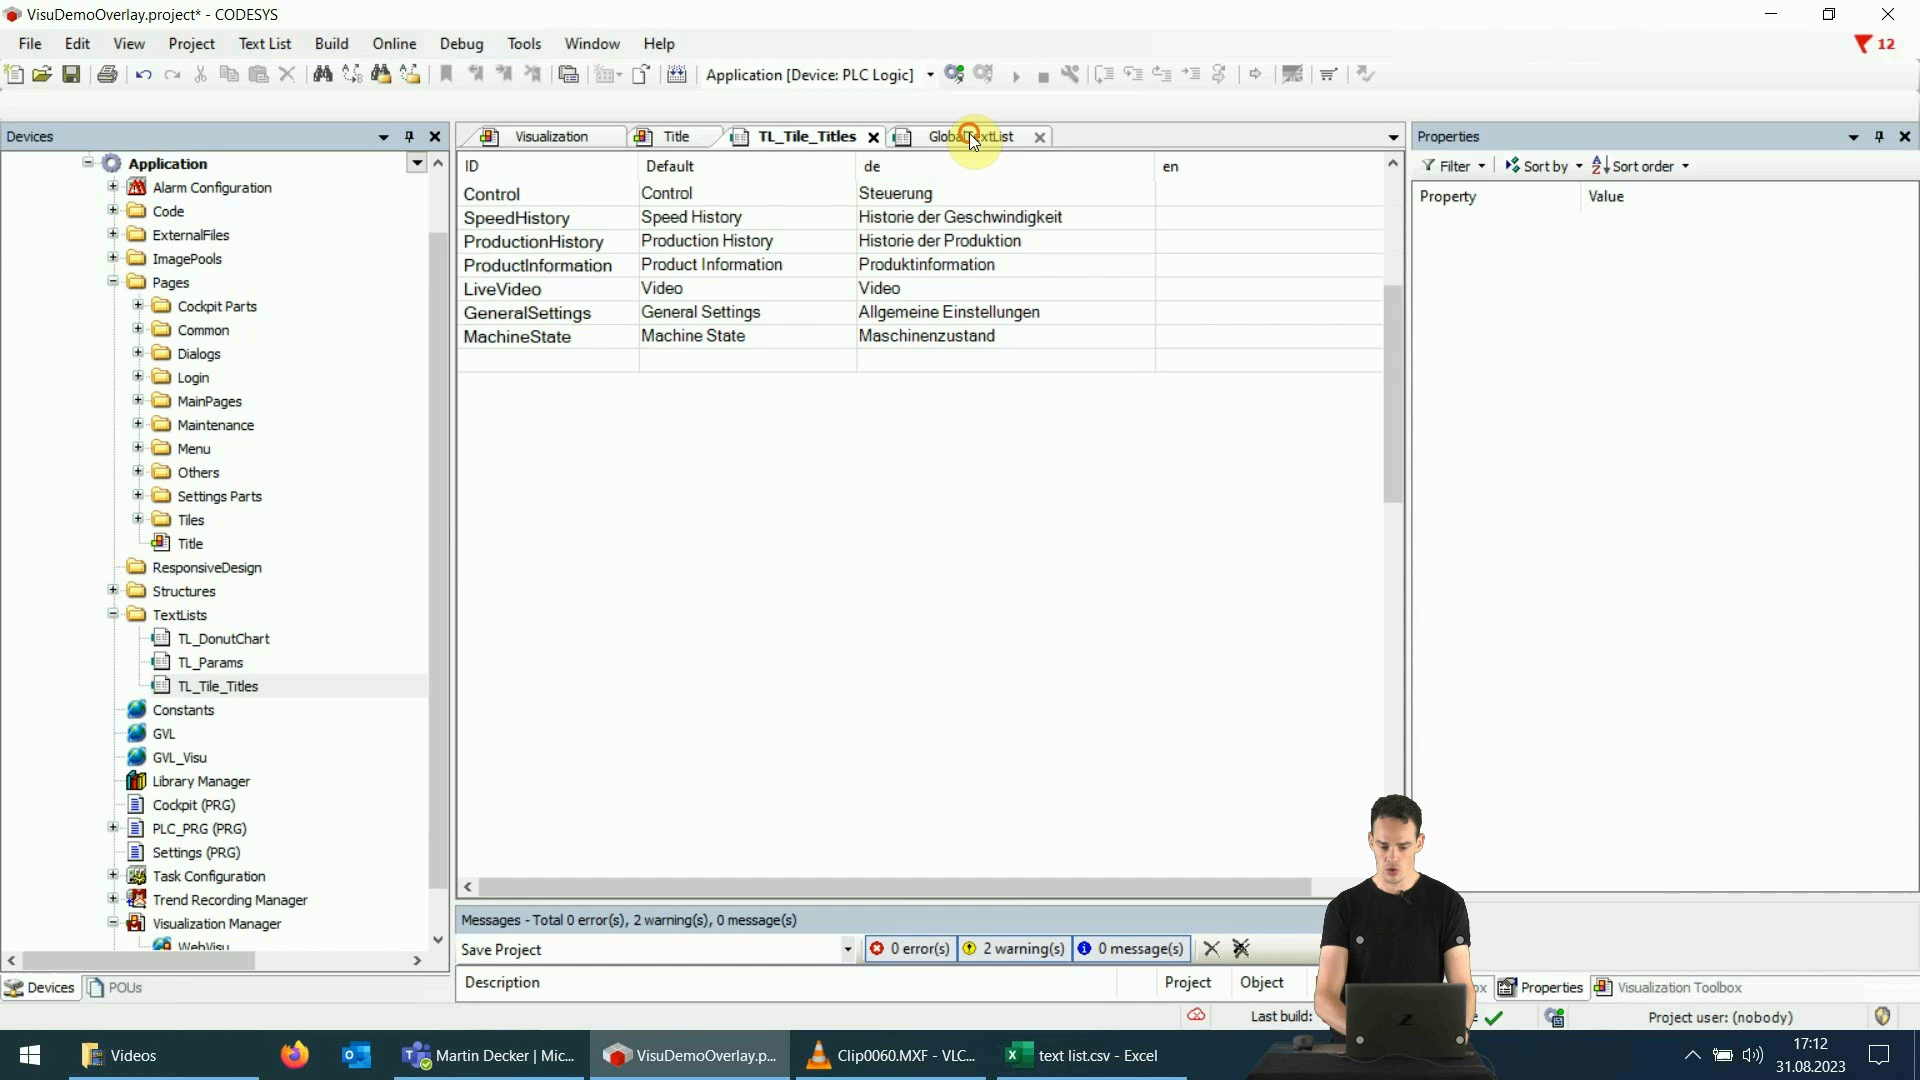 VisuDemoOverlay.project* - CODESYS
File Edit View Project Text List Build Online Debug Tools Window Help
12
Application [Device: PLC Logic]
Devices
Visualization Title TL_Tile_Titles GlobalTextList
Properties
Application
Alarm Configuration
Code
ExternalFiles
ImagePools
Pages
Cockpit Parts
Common
Dialogs
Login
MainPages
Maintenance
Menu
Others
Settings Parts
Tiles
Title
ResponsiveDesign
Structures
TextLists
TL_DonutChart
TL_Params
TL_Tile_Titles
Constants
GVL
GVL_Visu
Library Manager
Cockpit (PRG)
PLC_PRG (PRG)
Settings (PRG)
Task Configuration
Trend Recording Manager
Visualization Manager
WebVisu
Devices POUs
ID Default de en
Control Control Steuerung
SpeedHistory Speed History Historie der Geschwindigkeit
ProductionHistory Production History Historie der Produktion
ProductInformation Product Information Produktinformation
LiveVideo Video Video
GeneralSettings General Settings Allgemeine Einstellungen
MachineState Machine State Maschinenzustand
Filter Sort by Sort order
Property Value
Messages - Total 0 error(s), 2 warning(s), 0 message(s)
Save Project 0 error(s) 2 warning(s) 0 message(s)
Description Project Object
Properties Visualization Toolbox
Last build: Project user: (nobody)
Videos Martin Decker | Mic... VisuDemoOverlay.p... Clip0060.MXF - VLC... text list.csv - Excel
17:12
31.08.2023